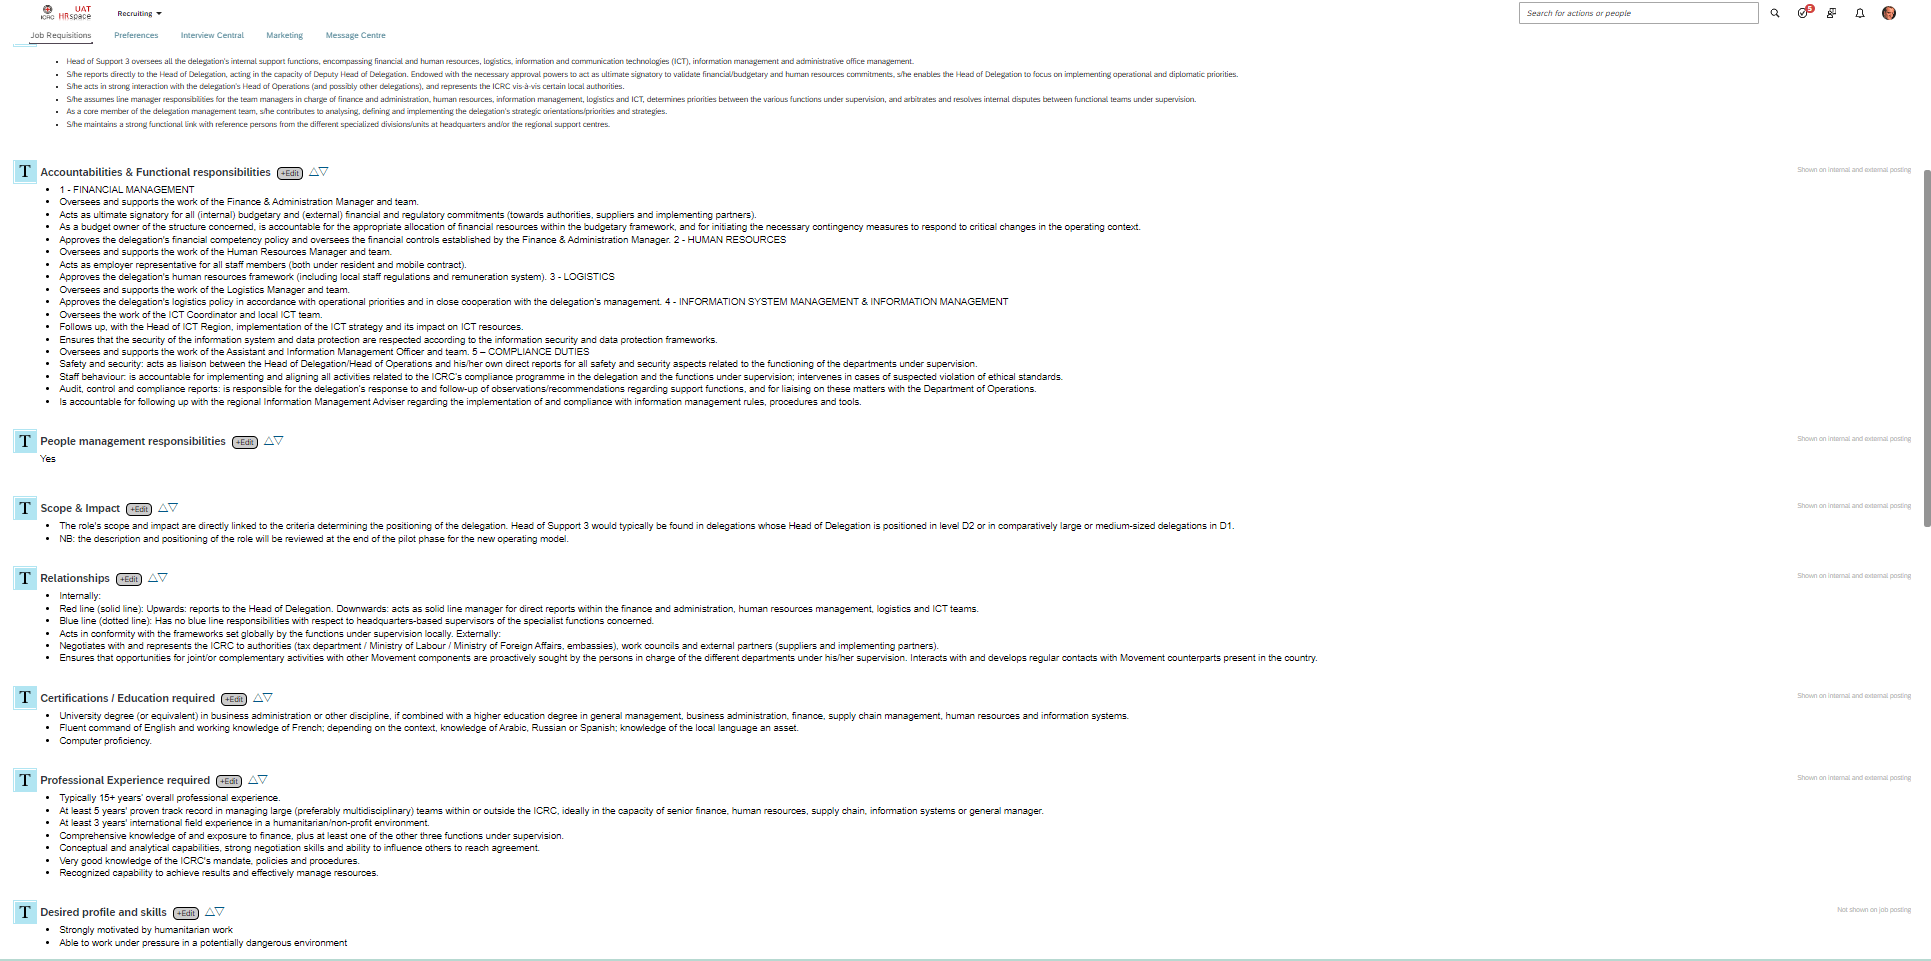 UAT
ICRC HRspace
Recruiting
Search for actions or people
5
Job Requisitions
Preferences
Interview Central
Marketing
Message Centre
• Head of Support 3 oversees all the delegation's internal support functions, encompassing financial and human resources, logistics, information and communication technologies (ICT), information management and administrative office management.
• S/he reports directly to the Head of Delegation, acting in the capacity of Deputy Head of Delegation. Endowed with the necessary approval powers to act as ultimate signatory to validate financial/budgetary and human resources commitments, s/he enables the Head of Delegation to focus on implementing operational and diplomatic priorities.
• S/he acts in strong interaction with the delegation's Head of Operations (and possibly other delegations), and represents the ICRC vis-à-vis certain local authorities.
• S/he assumes line manager responsibilities for the team managers in charge of finance and administration, human resources, information management, logistics and ICT, determines priorities between the various functions under supervision, and arbitrates and resolves internal disputes between functional teams under supervision.
• As a core member of the delegation management team, s/he contributes to analysing, defining and implementing the delegation's strategic orientations/priorities and strategies.
• S/he maintains a strong functional link with reference persons from the different specialized divisions/units at headquarters and/or the regional support centres.
T Accountabilities & Functional responsibilities +Edit
Shown on internal and external posting
• 1 - FINANCIAL MANAGEMENT
• Oversees and supports the work of the Finance & Administration Manager and team.
• Acts as ultimate signatory for all (internal) budgetary and (external) financial and regulatory commitments (towards authorities, suppliers and implementing partners).
• As a budget owner of the structure concerned, is accountable for the appropriate allocation of financial resources within the budgetary framework, and for initiating the necessary contingency measures to respond to critical changes in the operating context.
• Approves the delegation's financial competency policy and oversees the financial controls established by the Finance & Administration Manager. 2 - HUMAN RESOURCES
• Oversees and supports the work of the Human Resources Manager and team.
• Acts as employer representative for all staff members (both under resident and mobile contract).
• Approves the delegation's human resources framework (including local staff regulations and remuneration system). 3 - LOGISTICS
• Oversees and supports the work of the Logistics Manager and team.
• Approves the delegation's logistics policy in accordance with operational priorities and in close cooperation with the delegation's management. 4 - INFORMATION SYSTEM MANAGEMENT & INFORMATION MANAGEMENT
• Oversees the work of the ICT Coordinator and local ICT team.
• Follows up, with the Head of ICT Region, implementation of the ICT strategy and its impact on ICT resources.
• Ensures that the security of the information system and data protection are respected according to the information security and data protection frameworks.
• Oversees and supports the work of the Assistant and Information Management Officer and team. 5 – COMPLIANCE DUTIES
• Safety and security: acts as liaison between the Head of Delegation/Head of Operations and his/her own direct reports for all safety and security aspects related to the functioning of the departments under supervision.
• Staff behaviour: is accountable for implementing and aligning all activities related to the ICRC's compliance programme in the delegation and the functions under supervision; intervenes in cases of suspected violation of ethical standards.
• Audit, control and compliance reports: is responsible for the delegation's response to and follow-up of observations/recommendations regarding support functions, and for liaising on these matters with the Department of Operations.
• Is accountable for following up with the regional Information Management Adviser regarding the implementation of and compliance with information management rules, procedures and tools.
T People management responsibilities +Edit
Shown on internal and external posting
Yes
T Scope & Impact +Edit
Shown on internal and external posting
• The role's scope and impact are directly linked to the criteria determining the positioning of the delegation. Head of Support 3 would typically be found in delegations whose Head of Delegation is positioned in level D2 or in comparatively large or medium-sized delegations in D1.
• NB: the description and positioning of the role will be reviewed at the end of the pilot phase for the new operating model.
T Relationships +Edit
Shown on internal and external posting
• Internally:
• Red line (solid line): Upwards: reports to the Head of Delegation. Downwards: acts as solid line manager for direct reports within the finance and administration, human resources management, logistics and ICT teams.
• Blue line (dotted line): Has no blue line responsibilities with respect to headquarters-based supervisors of the specialist functions concerned.
• Acts in conformity with the frameworks set globally by the functions under supervision locally. Externally:
• Negotiates with and represents the ICRC to authorities (tax department / Ministry of Labour / Ministry of Foreign Affairs, embassies), work councils and external partners (suppliers and implementing partners).
• Ensures that opportunities for joint/or complementary activities with other Movement components are proactively sought by the persons in charge of the different departments under his/her supervision. Interacts with and develops regular contacts with Movement counterparts present in the country.
T Certifications / Education required +Edit
Shown on internal and external posting
• University degree (or equivalent) in business administration or other discipline, if combined with a higher education degree in general management, business administration, finance, supply chain management, human resources and information systems.
• Fluent command of English and working knowledge of French; depending on the context, knowledge of Arabic, Russian or Spanish; knowledge of the local language an asset.
• Computer proficiency.
T Professional Experience required +Edit
Shown on internal and external posting
• Typically 15+ years' overall professional experience.
• At least 5 years' proven track record in managing large (preferably multidisciplinary) teams within or outside the ICRC, ideally in the capacity of senior finance, human resources, supply chain, information systems or general manager.
• At least 3 years' international field experience in a humanitarian/non-profit environment.
• Comprehensive knowledge of and exposure to finance, plus at least one of the other three functions under supervision.
• Conceptual and analytical capabilities, strong negotiation skills and ability to influence others to reach agreement.
• Very good knowledge of the ICRC's mandate, policies and procedures.
• Recognized capability to achieve results and effectively manage resources.
T Desired profile and skills +Edit
Not shown on job posting
• Strongly motivated by humanitarian work
• Able to work under pressure in a potentially dangerous environment